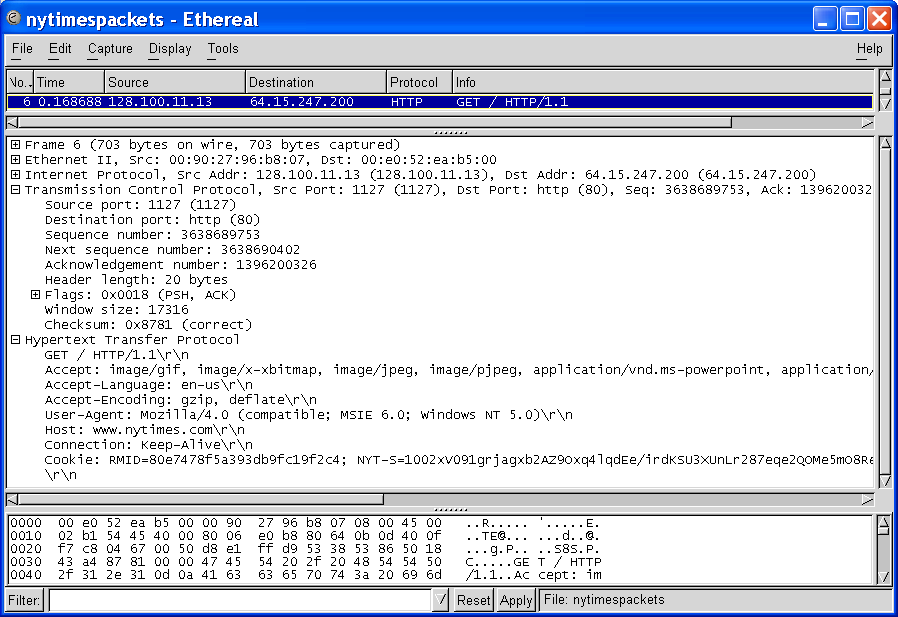 nytimespackets - Ethereal
File Edit Capture Display Tools Help
No. . Time Source Destination Protocol Info
6 0.168688 128.100.11.13 64.15.247.200 HTTP GET / HTTP/1.1
Frame 6 (703 bytes on wire, 703 bytes captured)
Ethernet II, Src: 00:90:27:96:b8:07, Dst: 00:e0:52:ea:b5:00
Internet Protocol, Src Addr: 128.100.11.13 (128.100.11.13), Dst Addr: 64.15.247.200 (64.15.247.200)
Transmission Control Protocol, Src Port: 1127 (1127), Dst Port: http (80), Seq: 3638689753, Ack: 139620032
Source port: 1127 (1127)
Destination port: http (80)
Sequence number: 3638689753
Next sequence number: 3638690402
Acknowledgement number: 1396200326
Header length: 20 bytes
Flags: 0x0018 (PSH, ACK)
Window size: 17316
Checksum: 0x8781 (correct)
Hypertext Transfer Protocol
GET / HTTP/1.1\r\n
Accept: image/gif, image/x-xbitmap, image/jpeg, image/pjpeg, application/vnd.ms-powerpoint, application/
Accept-Language: en-us\r\n
Accept-Encoding: gzip, deflate\r\n
User-Agent: Mozilla/4.0 (compatible; MSIE 6.0; Windows NT 5.0)\r\n
Host: www.nytimes.com\r\n
Connection: Keep-Alive\r\n
Cookie: RMID=80e7478f5a393db9fc19f2c4; NYT-S=1002xV091grjagxb2AZ9Oxq4lqdEe/irdKSU3XUnLr287eqe2QOMe5mO8Re
\r\n
0000 00 e0 52 ea b5 00 00 90 27 96 b8 07 08 00 45 00 ..R..... '.....E.
0010 02 b1 54 45 40 00 80 06 e0 b8 80 64 0b 0d 40 0f ..TE@... ...d..@.
0020 f7 c8 04 67 00 50 d8 e1 ff d9 53 38 53 86 50 18 ...g.P.. ..S8S.P.
0030 43 a4 87 81 00 00 47 45 54 20 2f 20 48 54 54 50 C.....GE T / HTTP
0040 2f 31 2e 31 0d 0a 41 63 63 65 70 74 3a 20 69 6d /1.1..Ac cept: im
Filter: Reset Apply File: nytimespackets